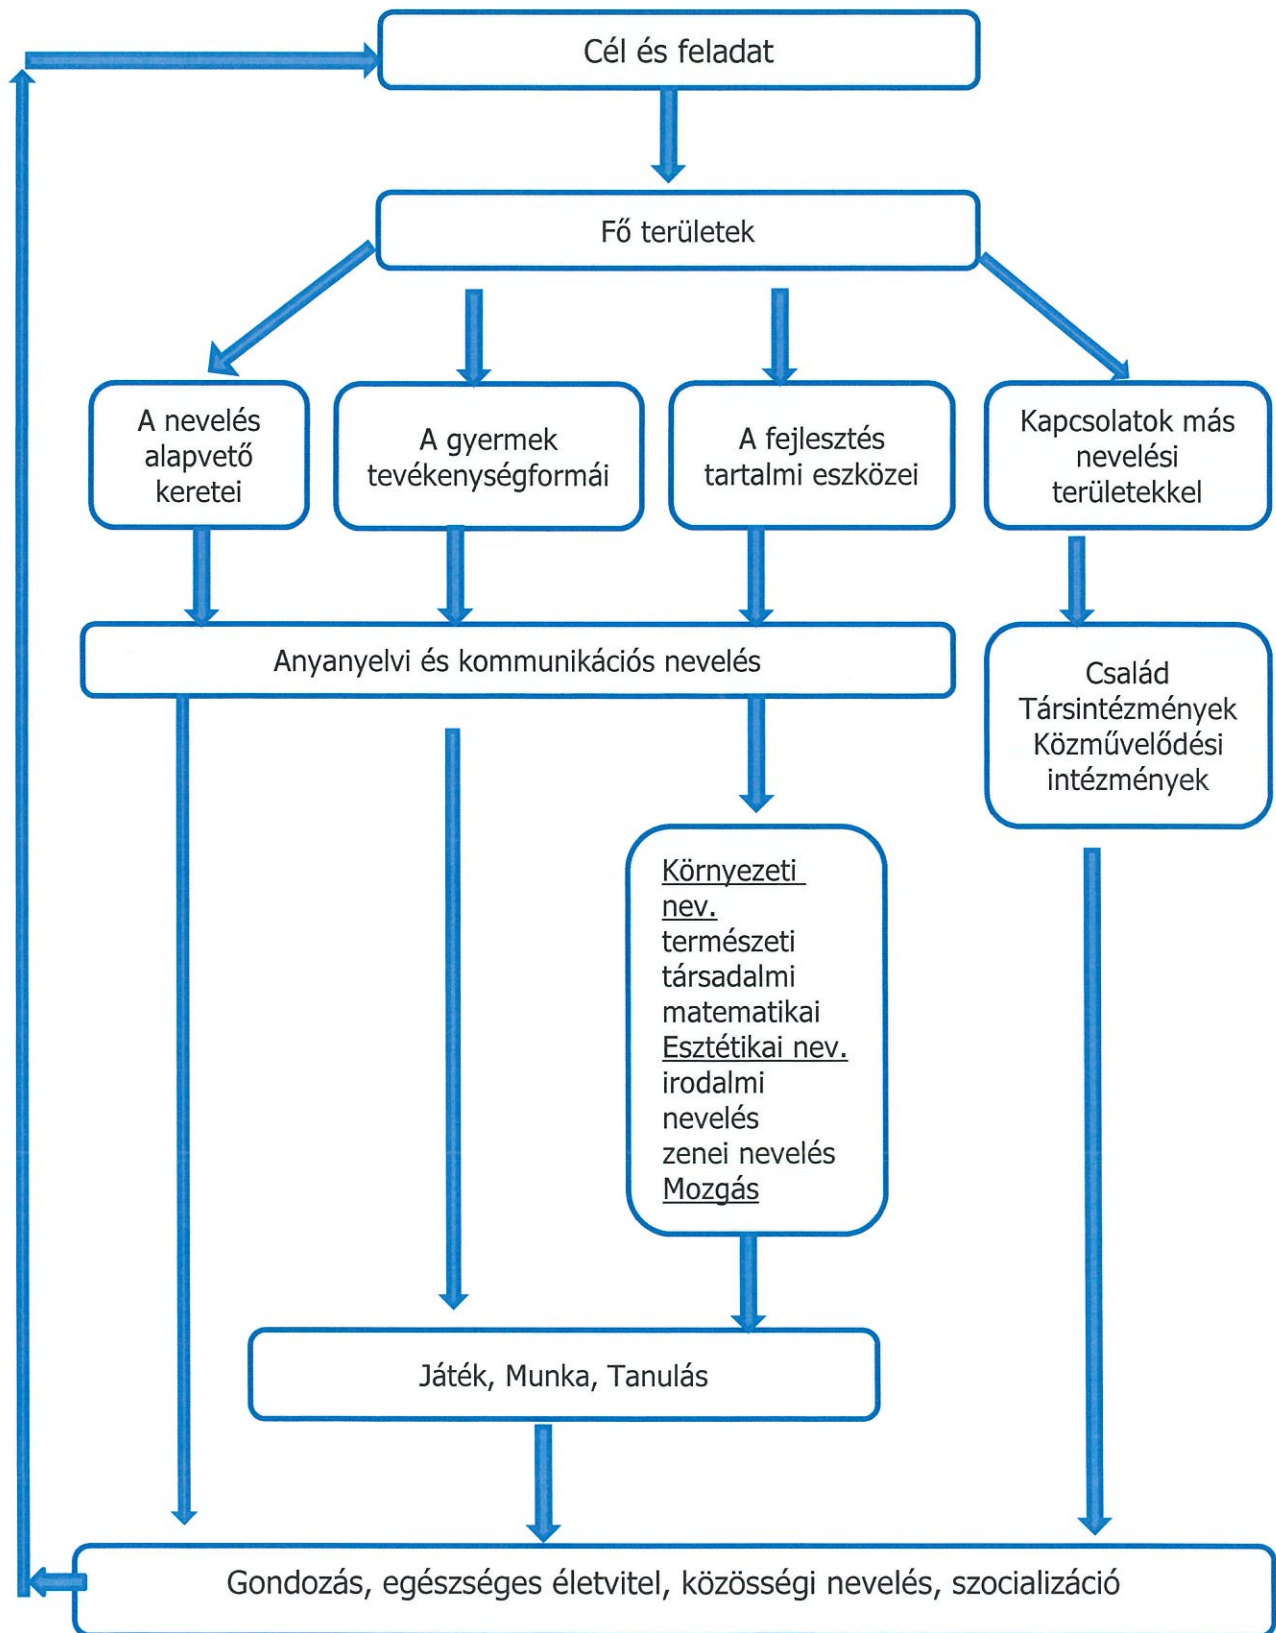 Cél és feladat
Fő területek
A nevelés
alapvető
keretei
A gyermek
tevékenységformái
A fejlesztés
tartalmi eszközei
Kapcsolatok más
nevelési
területekkel
Anyanyelvi és kommunikációs nevelés
Család
Társintézmények
Közművelődési
intézmények
Környezeti
nev.
természeti
társadalmi
matematikai
Esztétikai nev.
irodalmi
nevelés
zenei nevelés
Mozgás
Játék, Munka, Tanulás
Gondozás, egészséges életvitel, közösségi nevelés, szocializáció